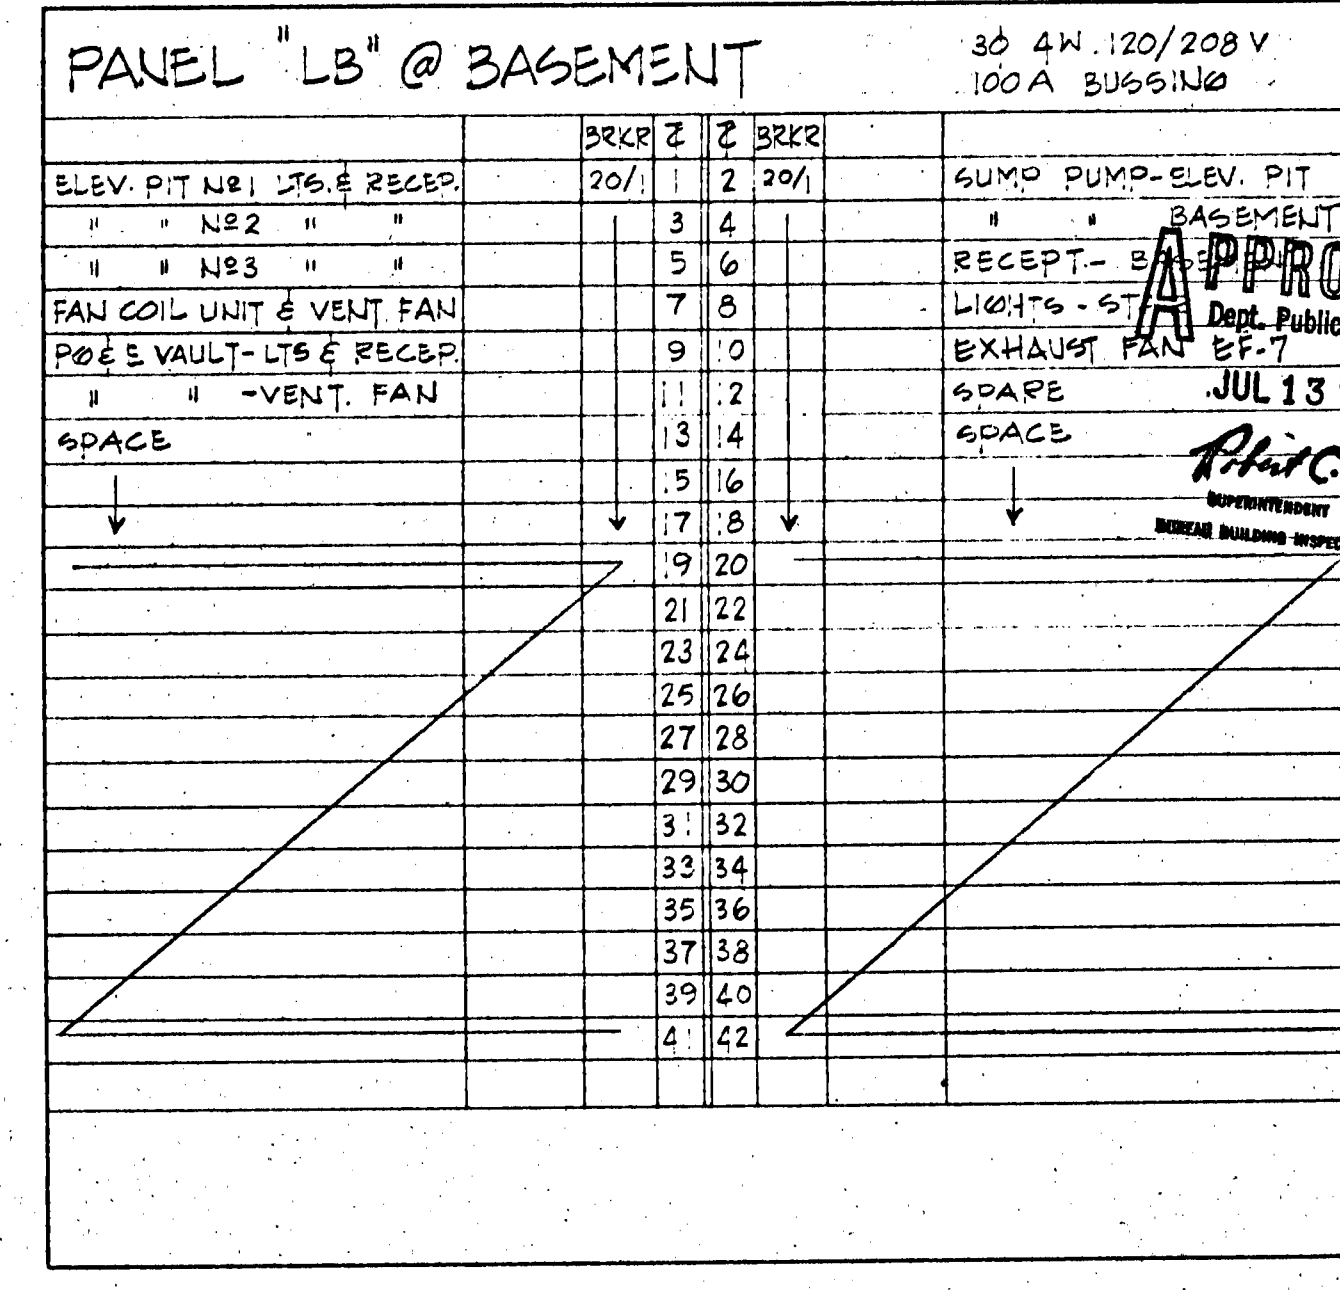 PANEL "LB" @ BASEMENT
3ϕ 4W. 120/208 V
100A BUSSING
BRKR BRKR
ELEV. PIT Nº1 LTS. & RECEP. 20/1 1 2 20/1 SUMP PUMP-ELEV. PIT
" " Nº2 " " 3 4 " " BASEMENT
" " Nº3 " " 5 6 RECEPT.-
FAN COIL UNIT & VENT. FAN 7 8 LIGHTS - ST
PG & E VAULT-LTS & RECEP. 9 10 EXHAUST FAN EF-7
" " -VENT. FAN 11 12 SPARE
SPACE 13 14 SPACE
15 16
17 18
19 20
21 22
23 24
25 26
27 28
29 30
31 32
33 34
35 36
37 38
39 40
41 42
APPRO
Dept. Public
JUL 13
Robert C.
SUPERINTENDENT
BUREAU BUILDING INSPEC